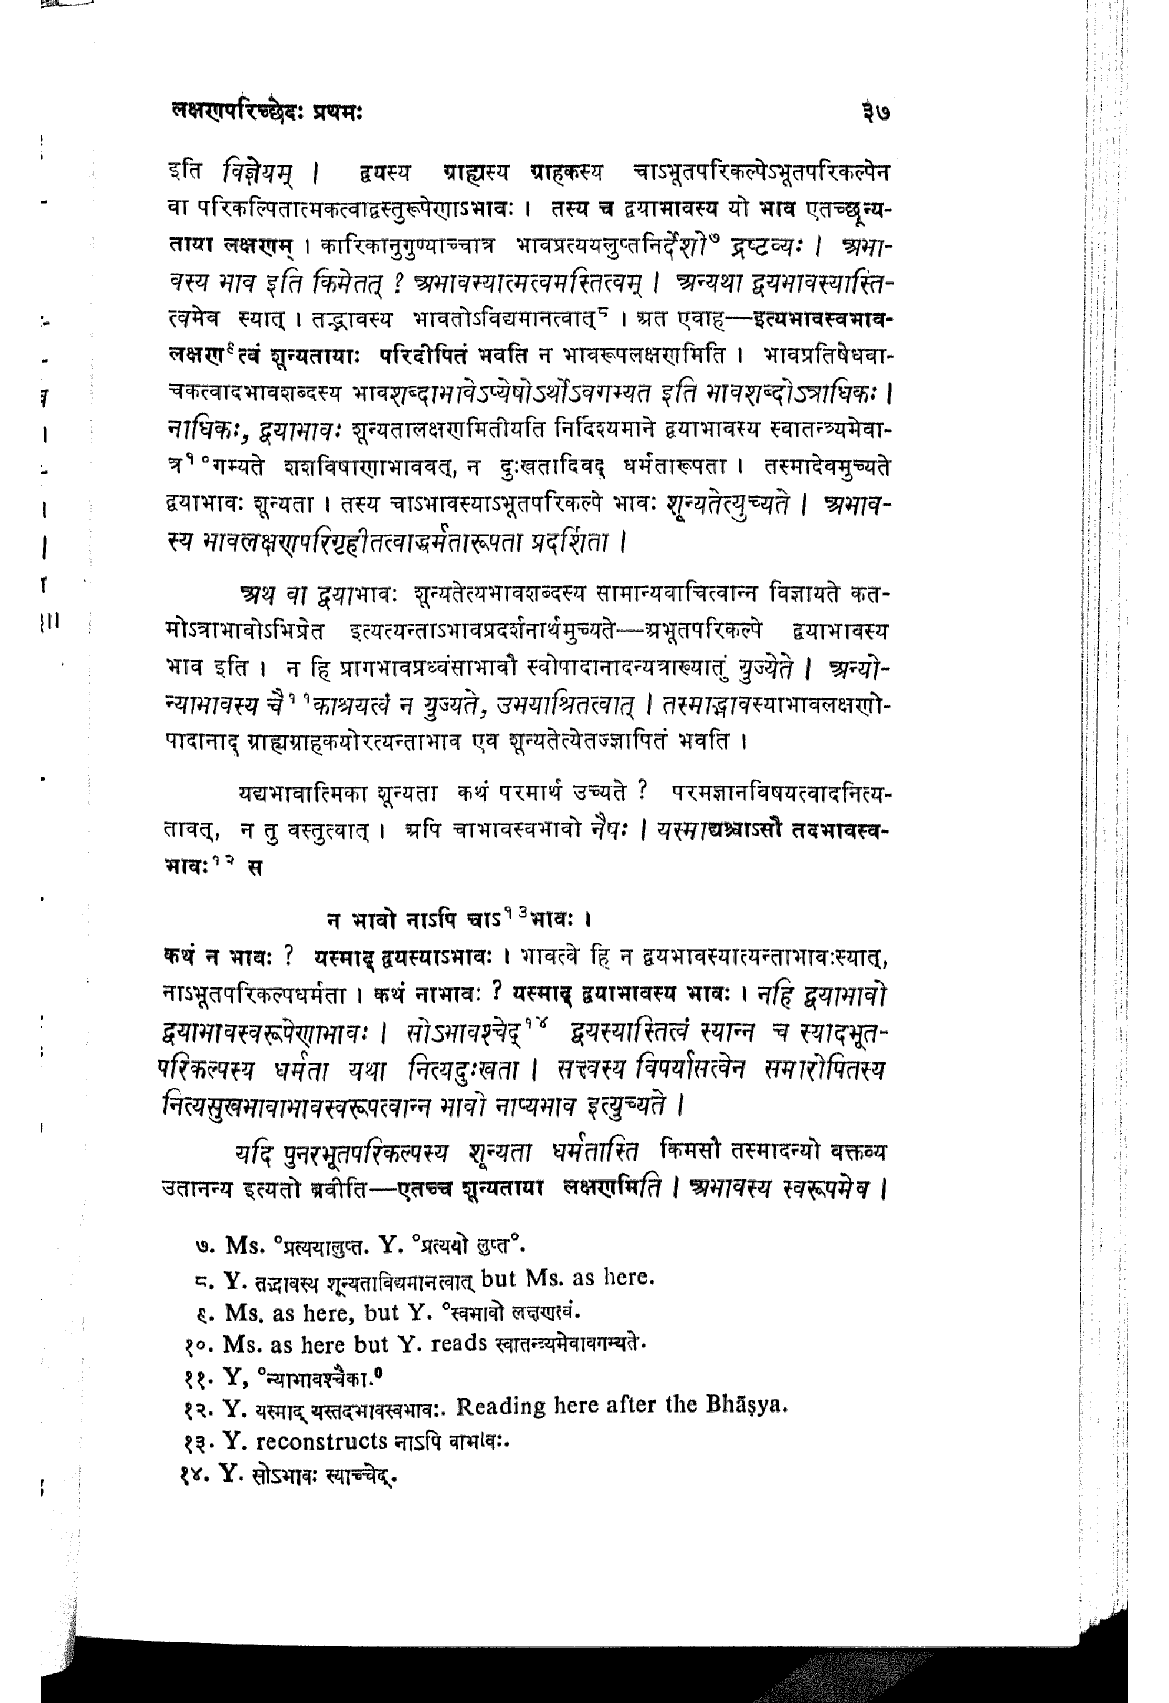 लक्षणपरिच्छेदः प्रथमः ३७
इति विज्ञेयम् । द्वयस्य ग्राह्यस्य ग्राहकस्य चाऽभूतपरिकल्पेऽभूतपरिकल्पेन
वा परिकल्पितात्मकत्वाद्वस्तुरूपेणाऽभावः । तस्य च द्वयाभावस्य यो भाव एतच्छून्य-
ताया लक्षणम् । कारिकानुगुण्याच्चात्र भावप्रत्ययलुप्तनिर्देशो७ द्रष्टव्यः । अभा-
वस्य भाव इति किमेतत् ? अभावस्यात्मत्वमस्तित्वम् । अन्यथा द्वयभावस्यास्ति-
त्वमेव स्यात् । तद्भावस्य भावतोऽविद्यमानत्वात्८ । अत एवाह—इत्यभावस्वभाव-
लक्षण९त्वं शून्यतायाः परिदीपितं भवति न भावरूपलक्षणमिति । भावप्रतिषेधवा-
चकत्वादभावशब्दस्य भावशब्दाभावेऽप्येषोऽर्थोऽवगम्यत इति भावशब्दोऽत्राधिकः ।
नाधिकः, द्वयाभावः शून्यतालक्षणमितीयति निर्दिश्यमाने द्वयाभावस्य स्वातन्त्र्यमेवा-
त्र१०गम्यते शशविषाणाभाववत्, न दुःखतादिवद् धर्मतारूपता । तस्मादेवमुच्यते
द्वयाभावः शून्यता । तस्य चाऽभावस्याऽभूतपरिकल्पे भावः शून्यतेत्युच्यते । अभाव-
स्य भावलक्षणपरिगृहीतत्वाद्धर्मतारूपता प्रदर्शिता ।
अथ वा द्वयाभावः शून्यतेत्यभावशब्दस्य सामान्यवाचित्वान्न विज्ञायते कत-
मोऽत्राभावोऽभिप्रेत इत्यत्यन्ताऽभावप्रदर्शनार्थमुच्यते—अभूतपरिकल्पे द्वयाभावस्य
भाव इति । न हि प्रागभावप्रध्वंसाभावौ स्वोपादानादन्यत्राख्यातुं युज्येते । अन्यो-
न्याभावस्य चै११काश्रयत्वं न युज्यते, उभयाश्रितत्वात् । तस्माद्भावस्याभावलक्षणो-
पादानाद् ग्राह्यग्राहकयोरत्यन्ताभाव एव शून्यतेत्येतज्ज्ञापितं भवति ।
यद्यभावात्मिका शून्यता कथं परमार्थ उच्यते ? परमज्ञानविषयत्वादनित्य-
तावत्, न तु वस्तुत्वात् । अपि चाभावस्वभावो नैषः । यस्माद्यश्चाऽसौ तदभावस्व-
भावः१२ स
न भावो नाऽपि चाऽ१३भावः ।
कथं न भावः ? यस्माद् द्वयस्याऽभावः । भावत्वे हि न द्वयभावस्यात्यन्ताभावःस्यात्,
नाऽभूतपरिकल्पधर्मता । कथं नाभावः ? यस्माद् द्वयाभावस्य भावः । नहि द्वयाभावो
द्वयाभावस्वरूपेणाभावः । सोऽभावश्चेद्१४ द्वयस्यास्तित्वं स्यान्न च स्यादभूत-
परिकल्पस्य धर्मता यथा नित्यदुःखता । सत्त्वस्य विपर्यासत्वेन समारोपितस्य
नित्यसुखभावाभावस्वरूपत्वान्न भावो नाप्यभाव इत्युच्यते ।
यदि पुनरभूतपरिकल्पस्य शून्यता धर्मतास्ति किमसौ तस्मादन्यो वक्तव्य
उतानन्य इत्यतो ब्रवीति—एतच्च शून्यताया लक्षणमिति । अभावस्य स्वरूपमेव ।
७. Ms. °प्रत्ययालुप्त. Y. °प्रत्ययो लुप्त°.
८. Y. तद्भावस्य शून्यताविद्यमानत्वात् but Ms. as here.
९. Ms. as here, but Y. °स्वभावो लक्षणत्वं.
१०. Ms. as here but Y. reads स्वातन्त्र्यमेवावगम्यते.
११. Y, °न्याभावश्चैका.°
१२. Y. यस्माद् यस्तदभावस्वभावः. Reading here after the Bhāṣya.
१३. Y. reconstructs नाऽपि वाभावः.
१४. Y. सोऽभावः स्याच्चेद्.